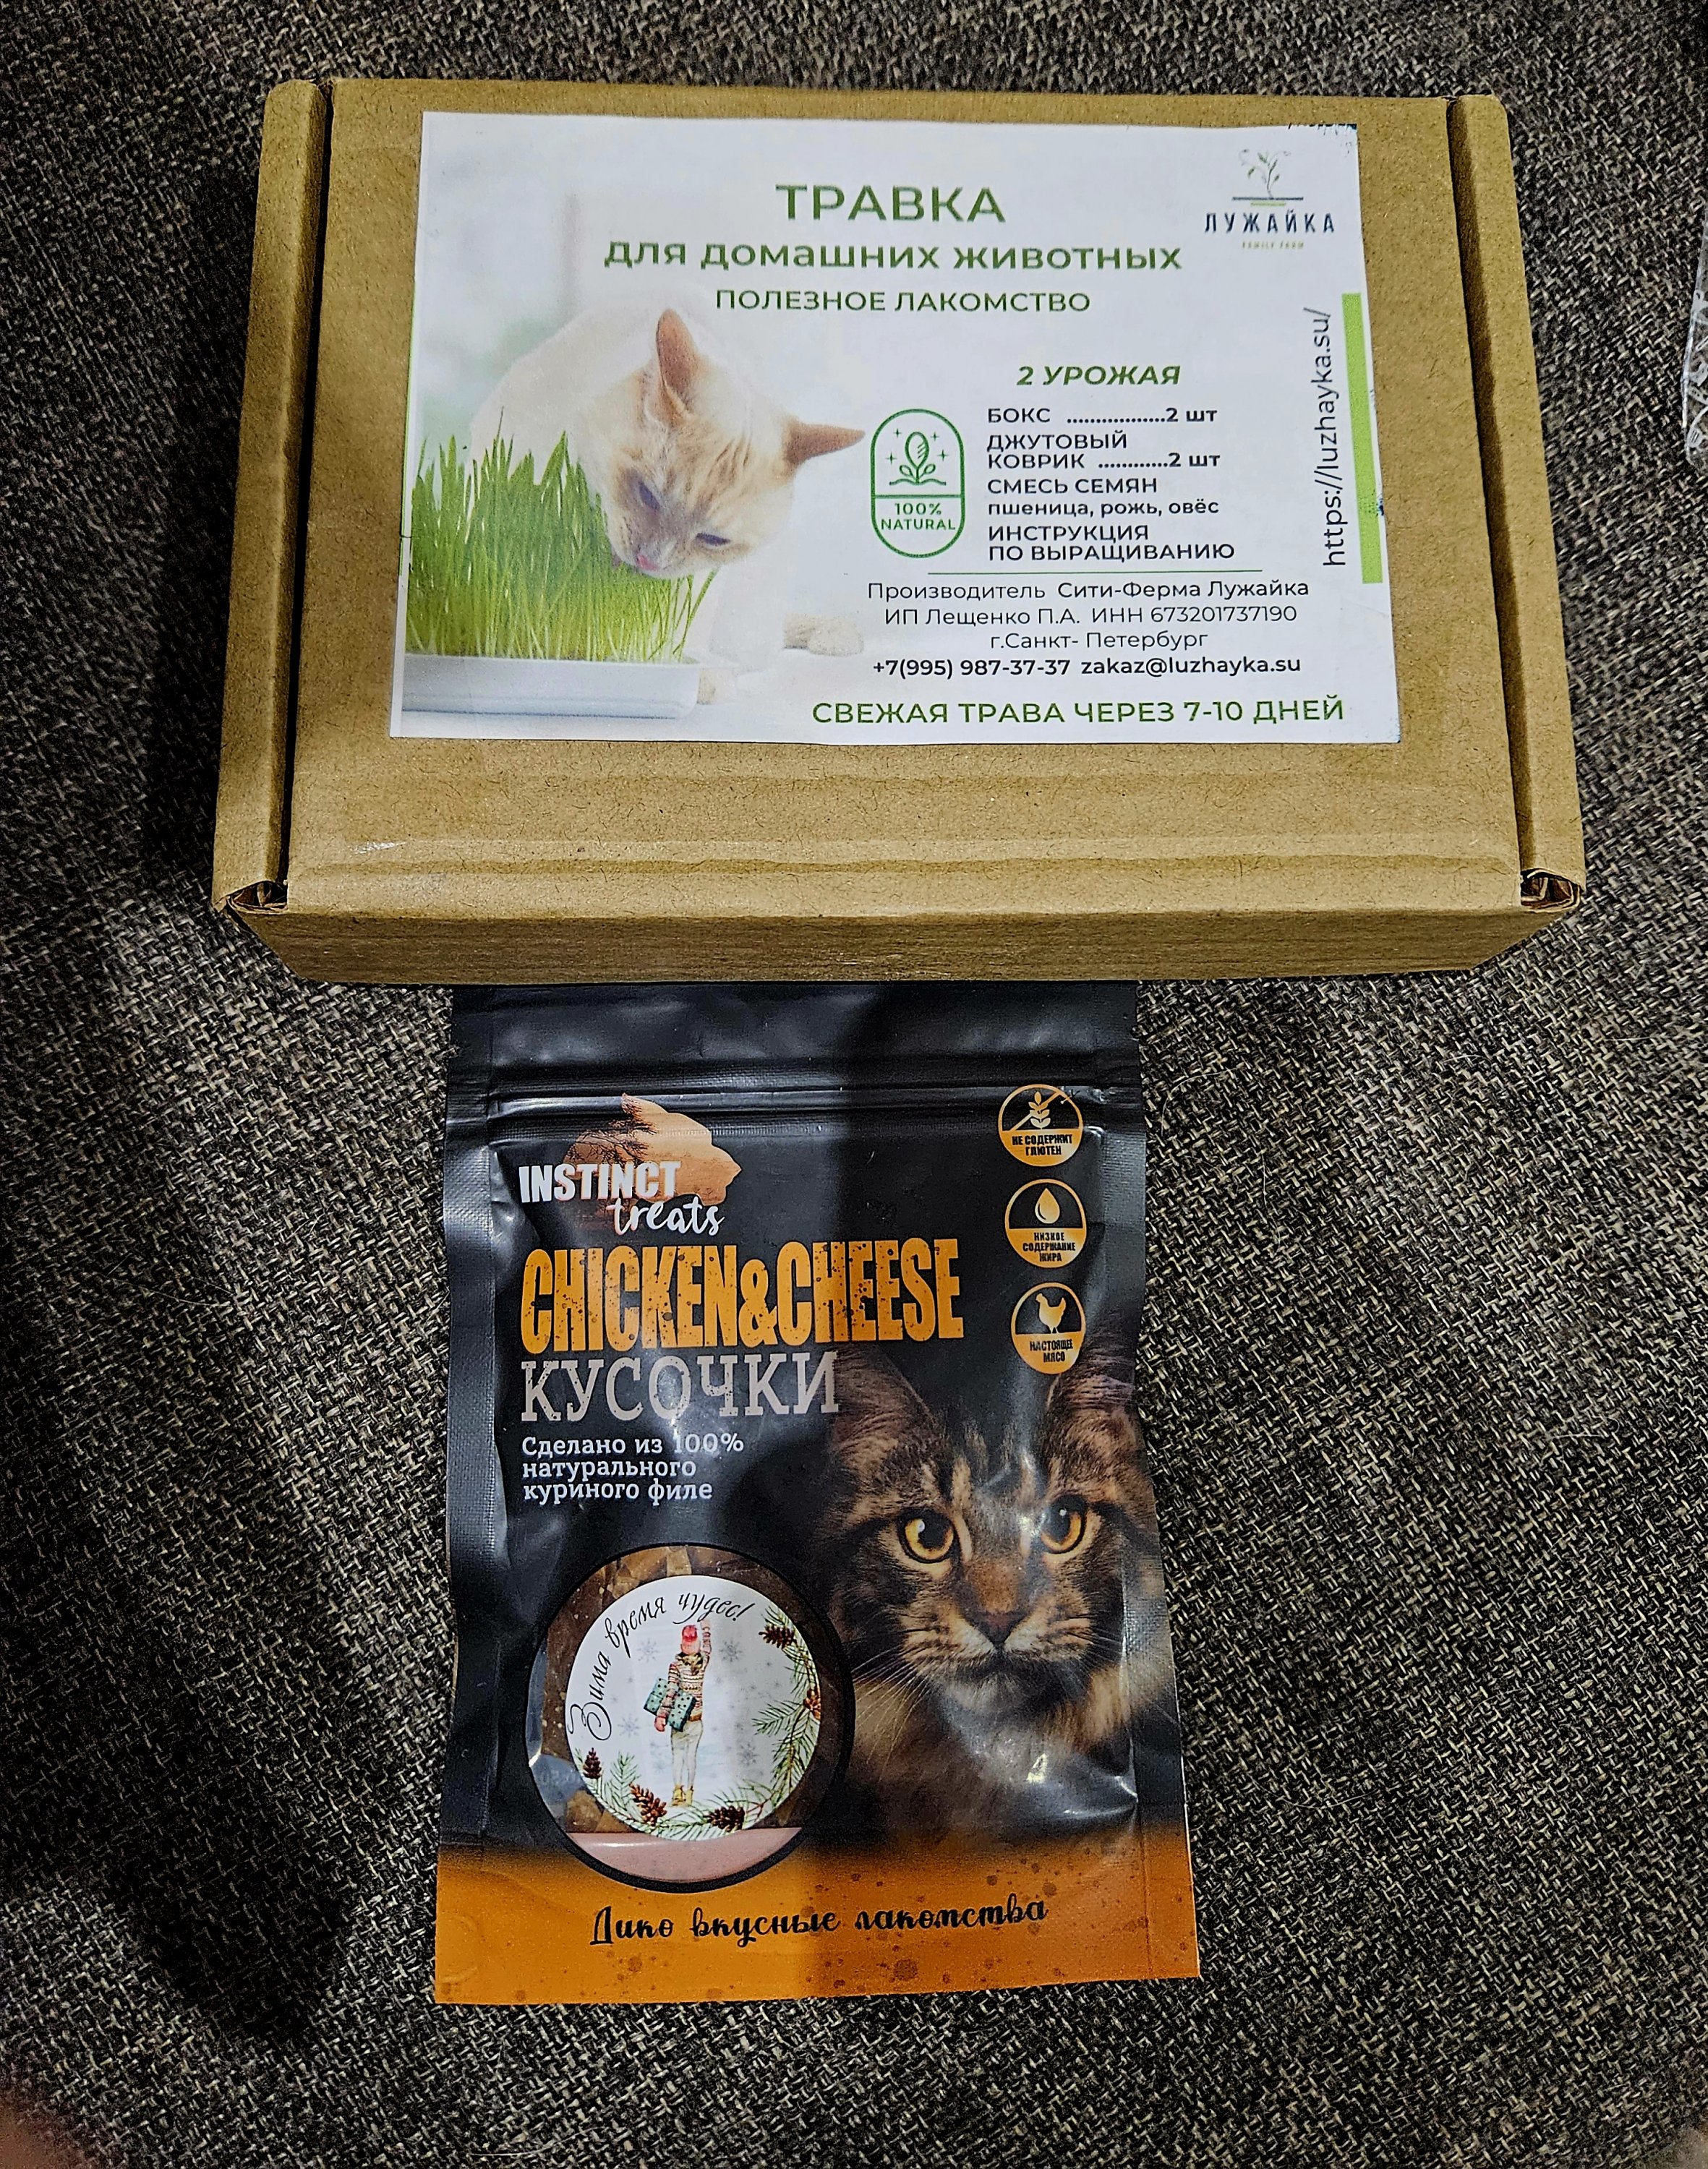 ТРАВКА
для домашних животных
ПОЛЕЗНОЕ ЛАКОМСТВО
ЛУЖАЙКА
FAMILY FARM
2 УРОЖАЯ
БОКС ................2 шт
ДЖУТОВЫЙ
КОВРИК ............2 шт
СМЕСЬ СЕМЯН
пшеница, рожь, овёс
ИНСТРУКЦИЯ
ПО ВЫРАЩИВАНИЮ
100%
NATURAL
https://luzhayka.su/
Производитель Сити-Ферма Лужайка
ИП Лещенко П.А. ИНН 673201737190
г.Санкт- Петербург
+7(995) 987-37-37 zakaz@luzhayka.su
СВЕЖАЯ ТРАВА ЧЕРЕЗ 7-10 ДНЕЙ
INSTINCT
treats
CHICKEN&CHEESE
КУСОЧКИ
Сделано из 100%
натурального
куриного филе
НЕ СОДЕРЖИТ
ГЛЮТЕН
НИЗКОЕ
СОДЕРЖАНИЕ
ЖИРА
НАСТОЯЩЕЕ
МЯСО
Зима время чудес!
Дико вкусные лакомства